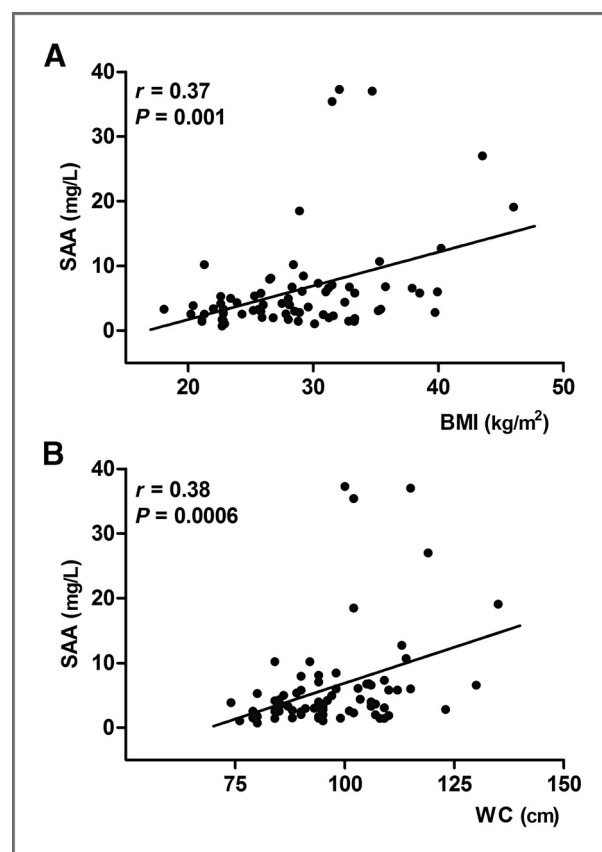 A
40
30
20
10
0
SAA (mg/L)
r = 0.37
P = 0.001
20 30 40 50
BMI (kg/m²)
B
40
30
20
10
0
SAA (mg/L)
r = 0.38
P = 0.0006
75 100 125 150
WC (cm)